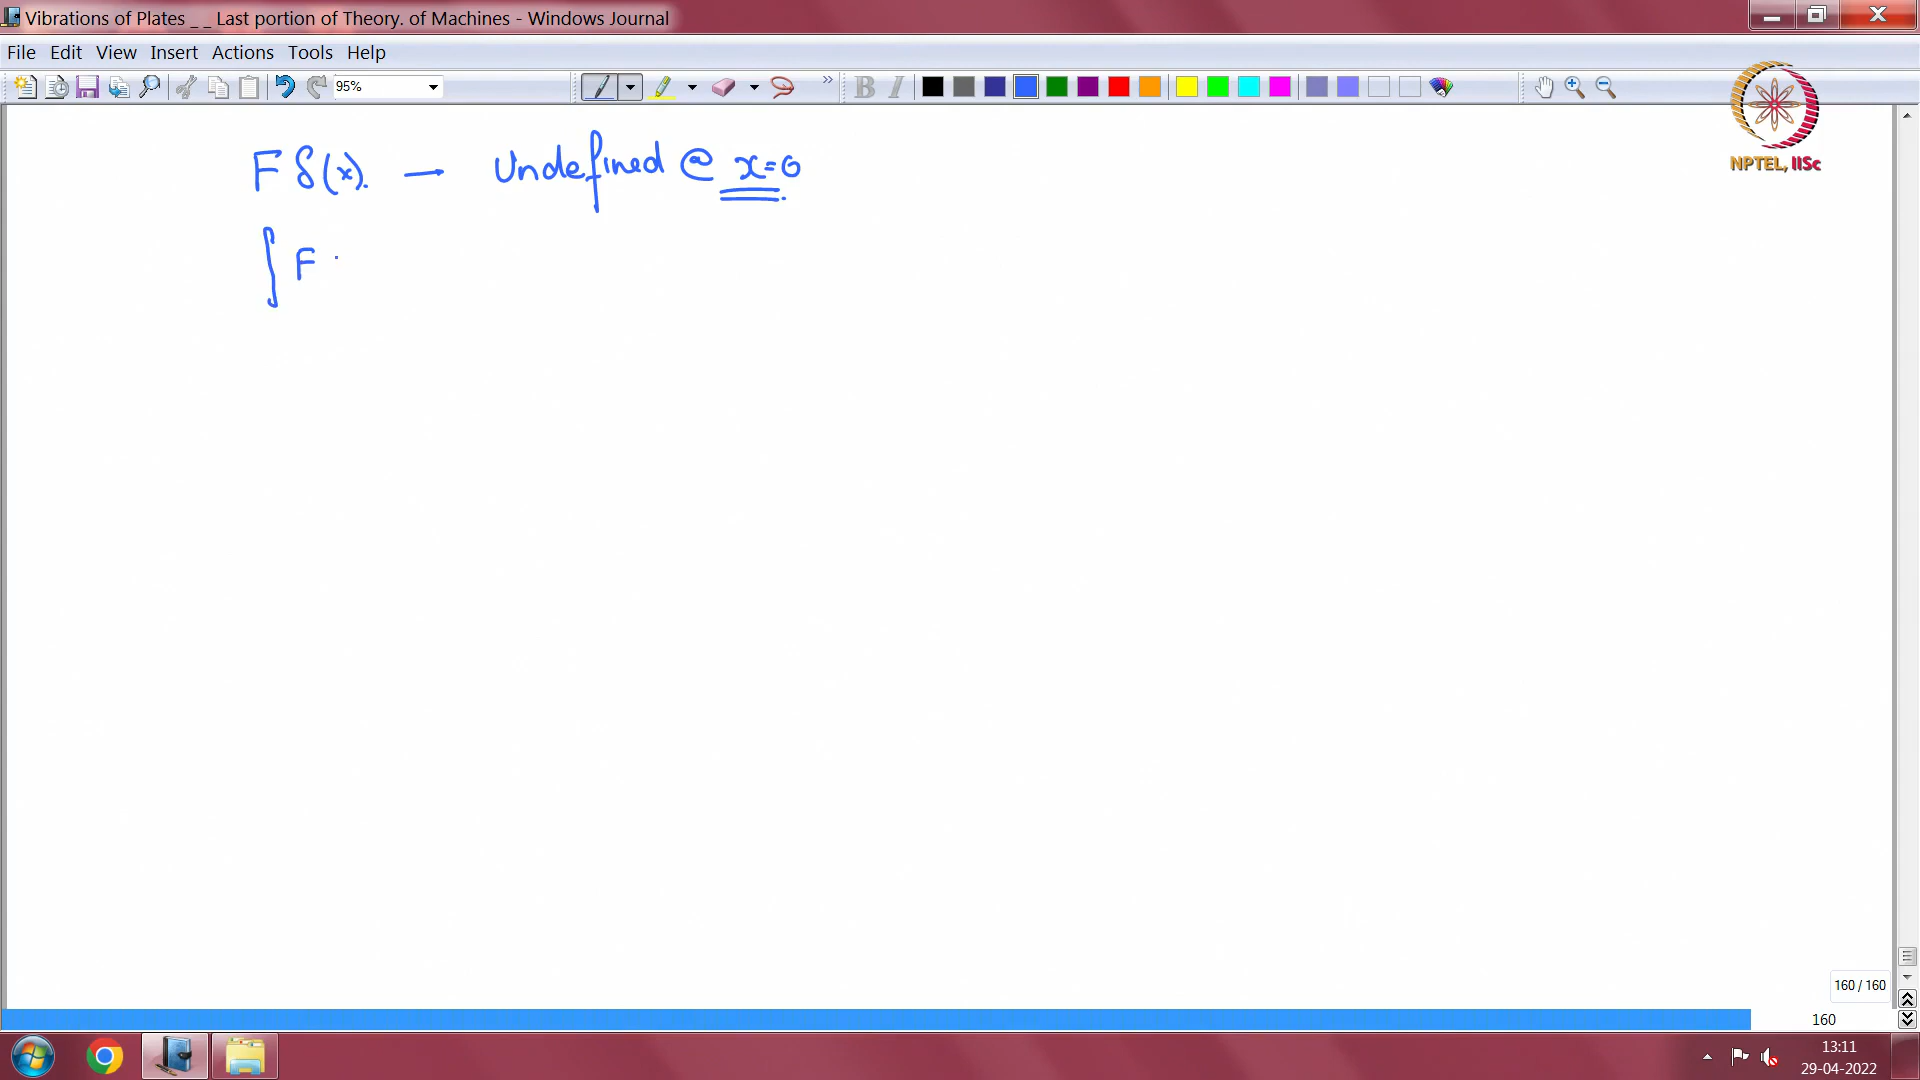 Vibrations of Plates _ _ Last portion of Theory. of Machines - Windows Journal
File Edit View Insert Actions Tools Help
95%
NPTEL, IISc
F δ(x). — Undefined @ x=0
∫ F
160 / 160
160
13:11
29-04-2022